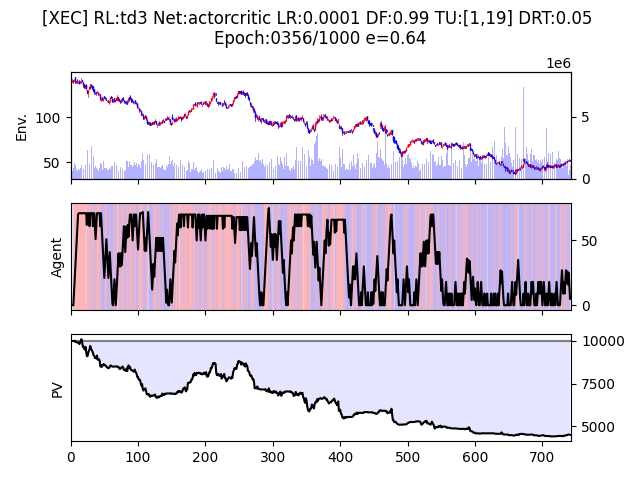 [XEC] RL:td3 Net:actorcritic LR:0.0001 DF:0.99 TU:[1,19] DRT:0.05
Epoch:0356/1000 e=0.64
1e6
Env.
100
50
5
0
Agent
50
0
PV
10000
7500
5000
0 100 200 300 400 500 600 700